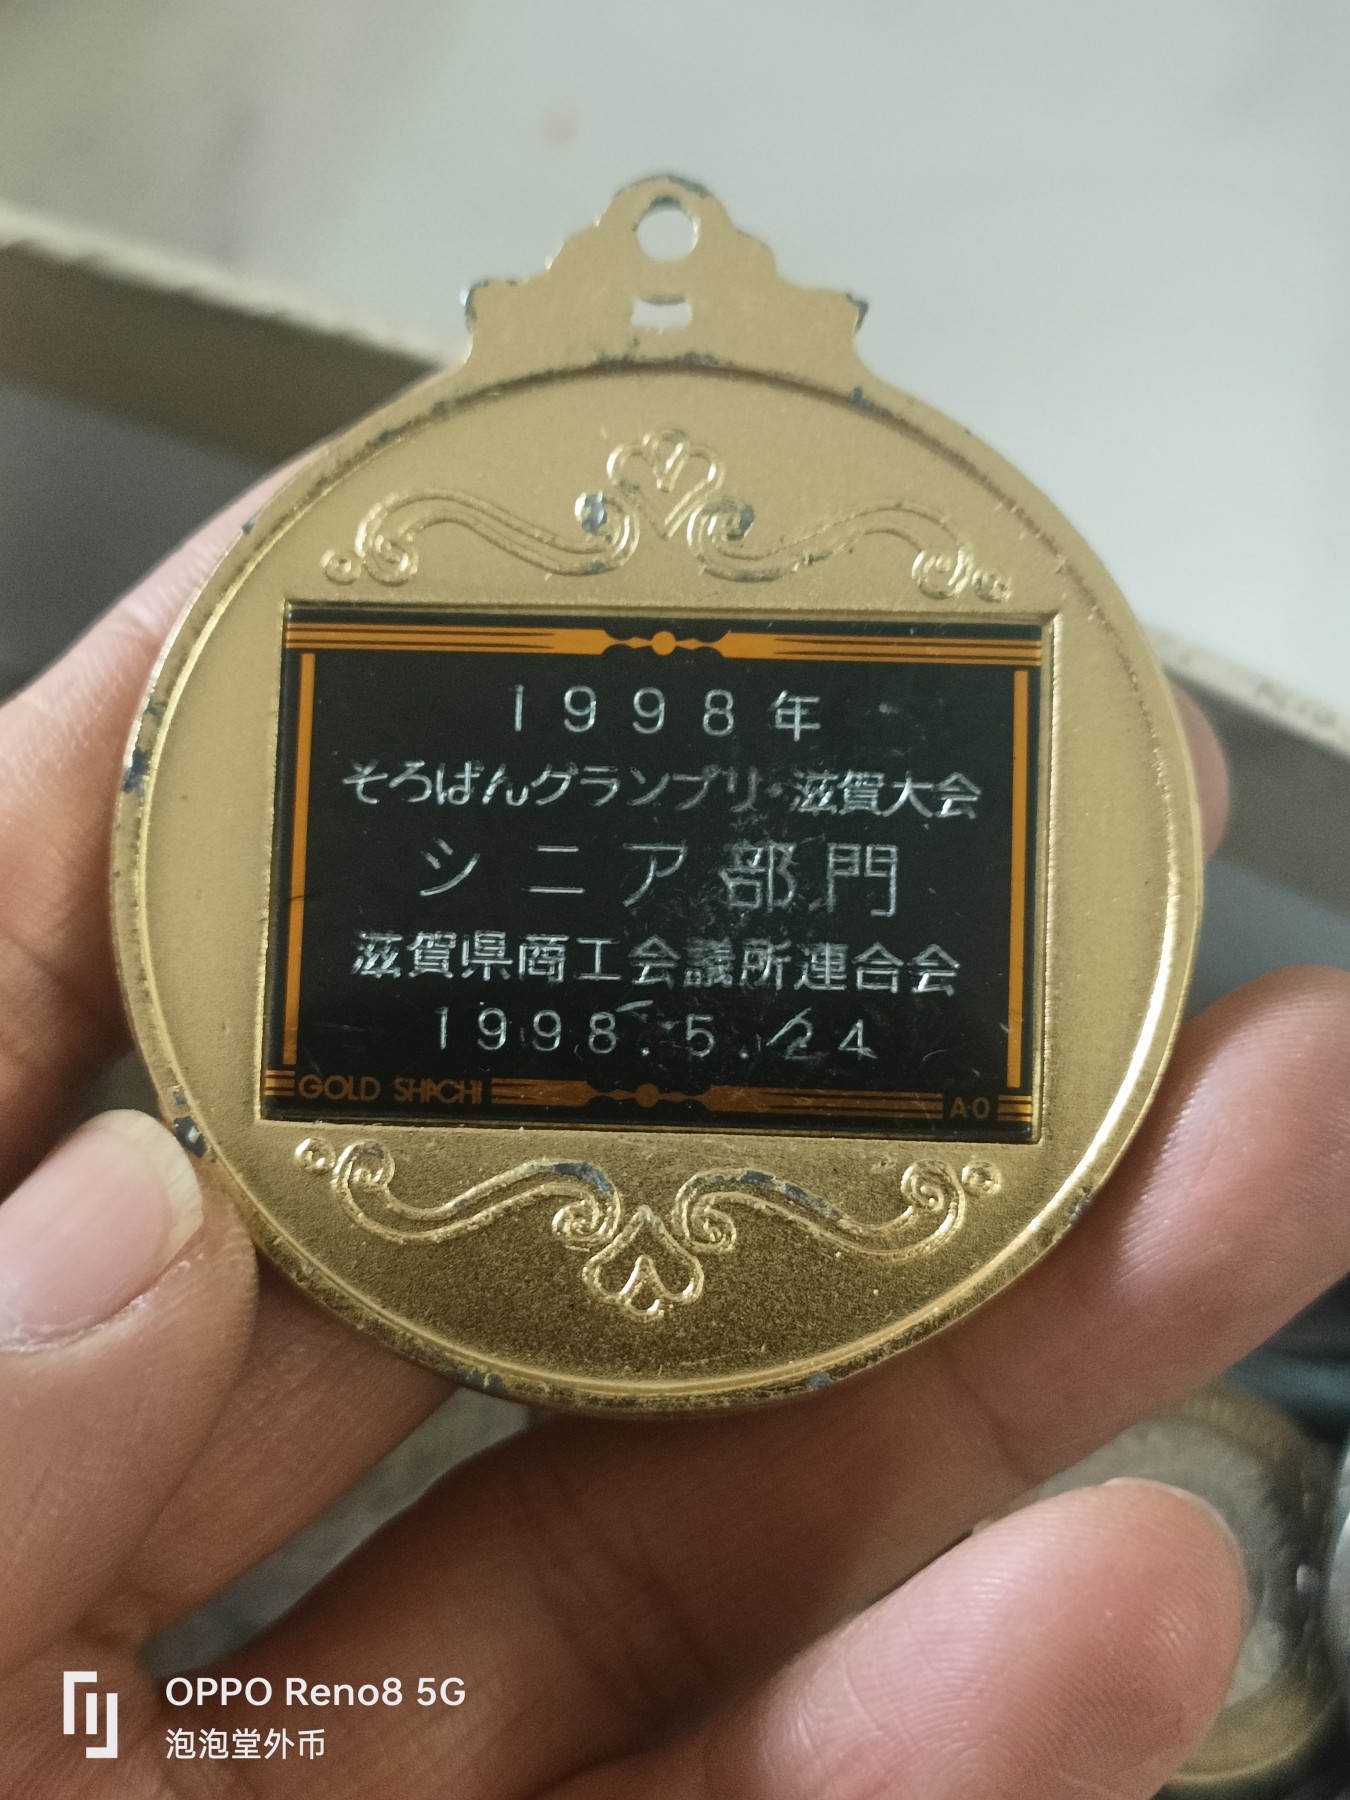 1998年
そろばんグランプリ・滋賀大会
シニア部門
滋賀県商工会議所連合会
1998.5.24
GOLD SHACHI
A-O
OPPO Reno8 5G
泡泡堂外币